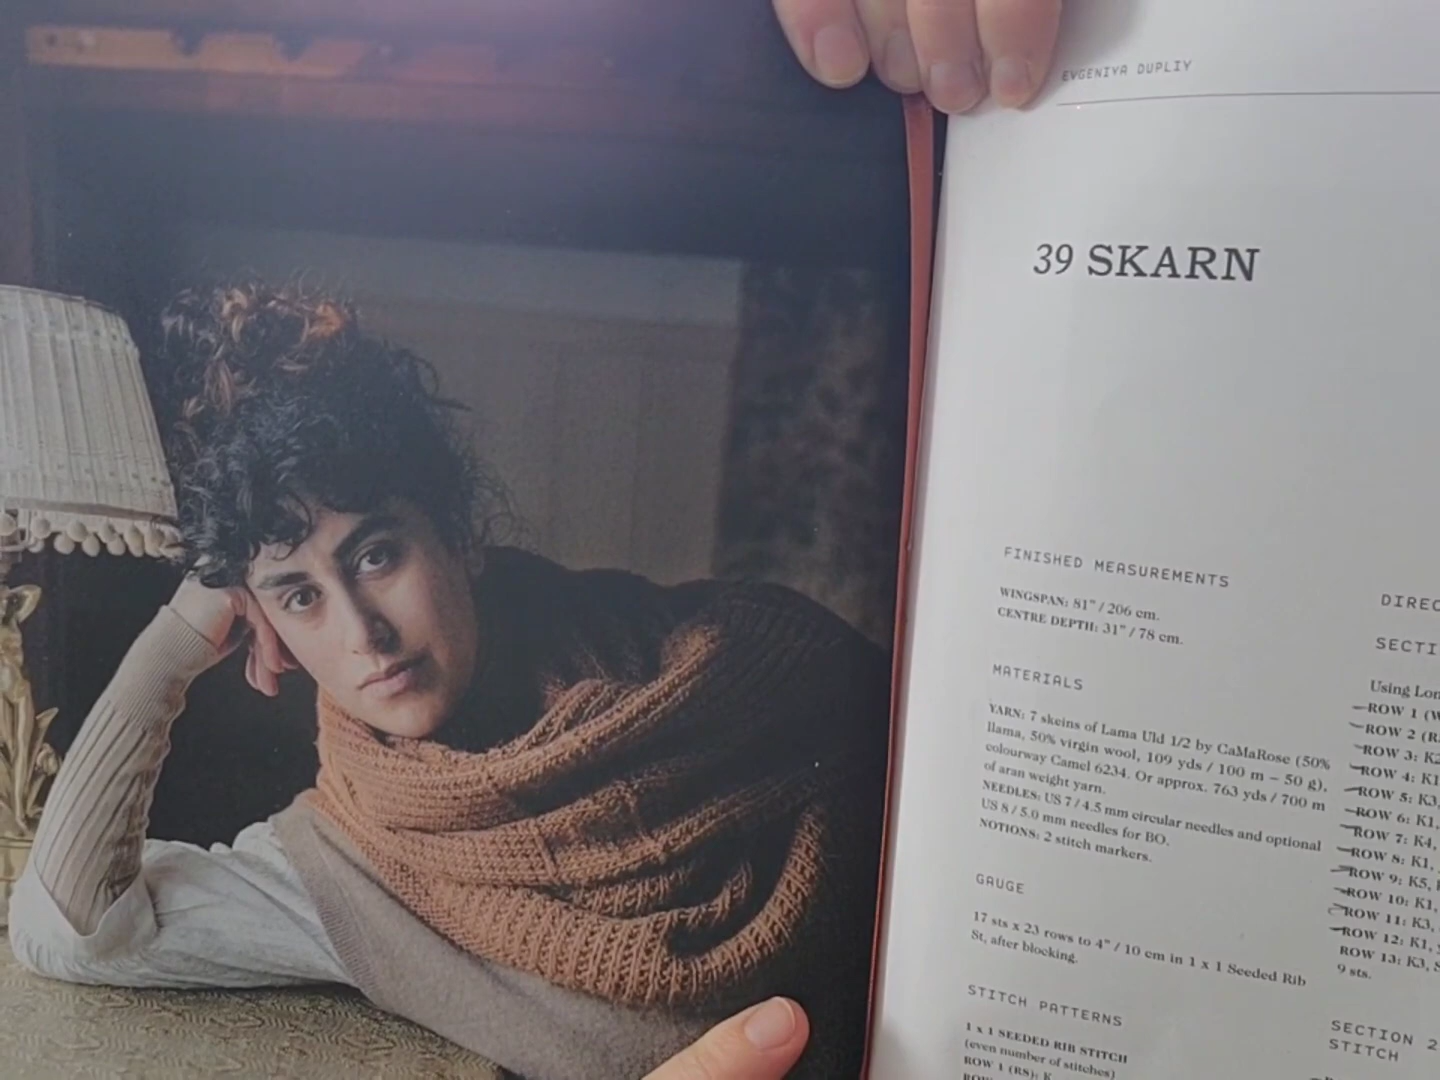 EVGENIYA DUPLIY
39 SKARN
FINISHED MEASUREMENTS
WINGSPAN: 81" / 206 cm.
CENTRE DEPTH: 31" / 78 cm.
MATERIALS
YARN: 7 skeins of Lama Uld 1/2 by CaMaRose (50%
llama, 50% virgin wool, 109 yds / 100 m – 50 g),
colourway Camel 6234. Or approx. 763 yds / 700 m
of aran weight yarn.
NEEDLES: US 7 / 4.5 mm circular needles and optional
US 8 / 5.0 mm needles for BO.
NOTIONS: 2 stitch markers.
GAUGE
17 sts x 23 rows to 4" / 10 cm in 1 x 1 Seeded Rib
St, after blocking.
STITCH PATTERNS
1 x 1 SEEDED RIB STITCH
(even number of stitches)
ROW 1 (RS): K
Using
ROW 1
ROW 2
ROW 3:
ROW 4: K1
ROW 5: K3,
ROW 6: K1,
ROW 7: K4,
ROW 8: K1,
ROW 9: K5,
ROW 10: K1,
ROW 11: K3,
ROW 12: K1,
ROW 13: K3,
9 sts.
SECTION 2
STITCH